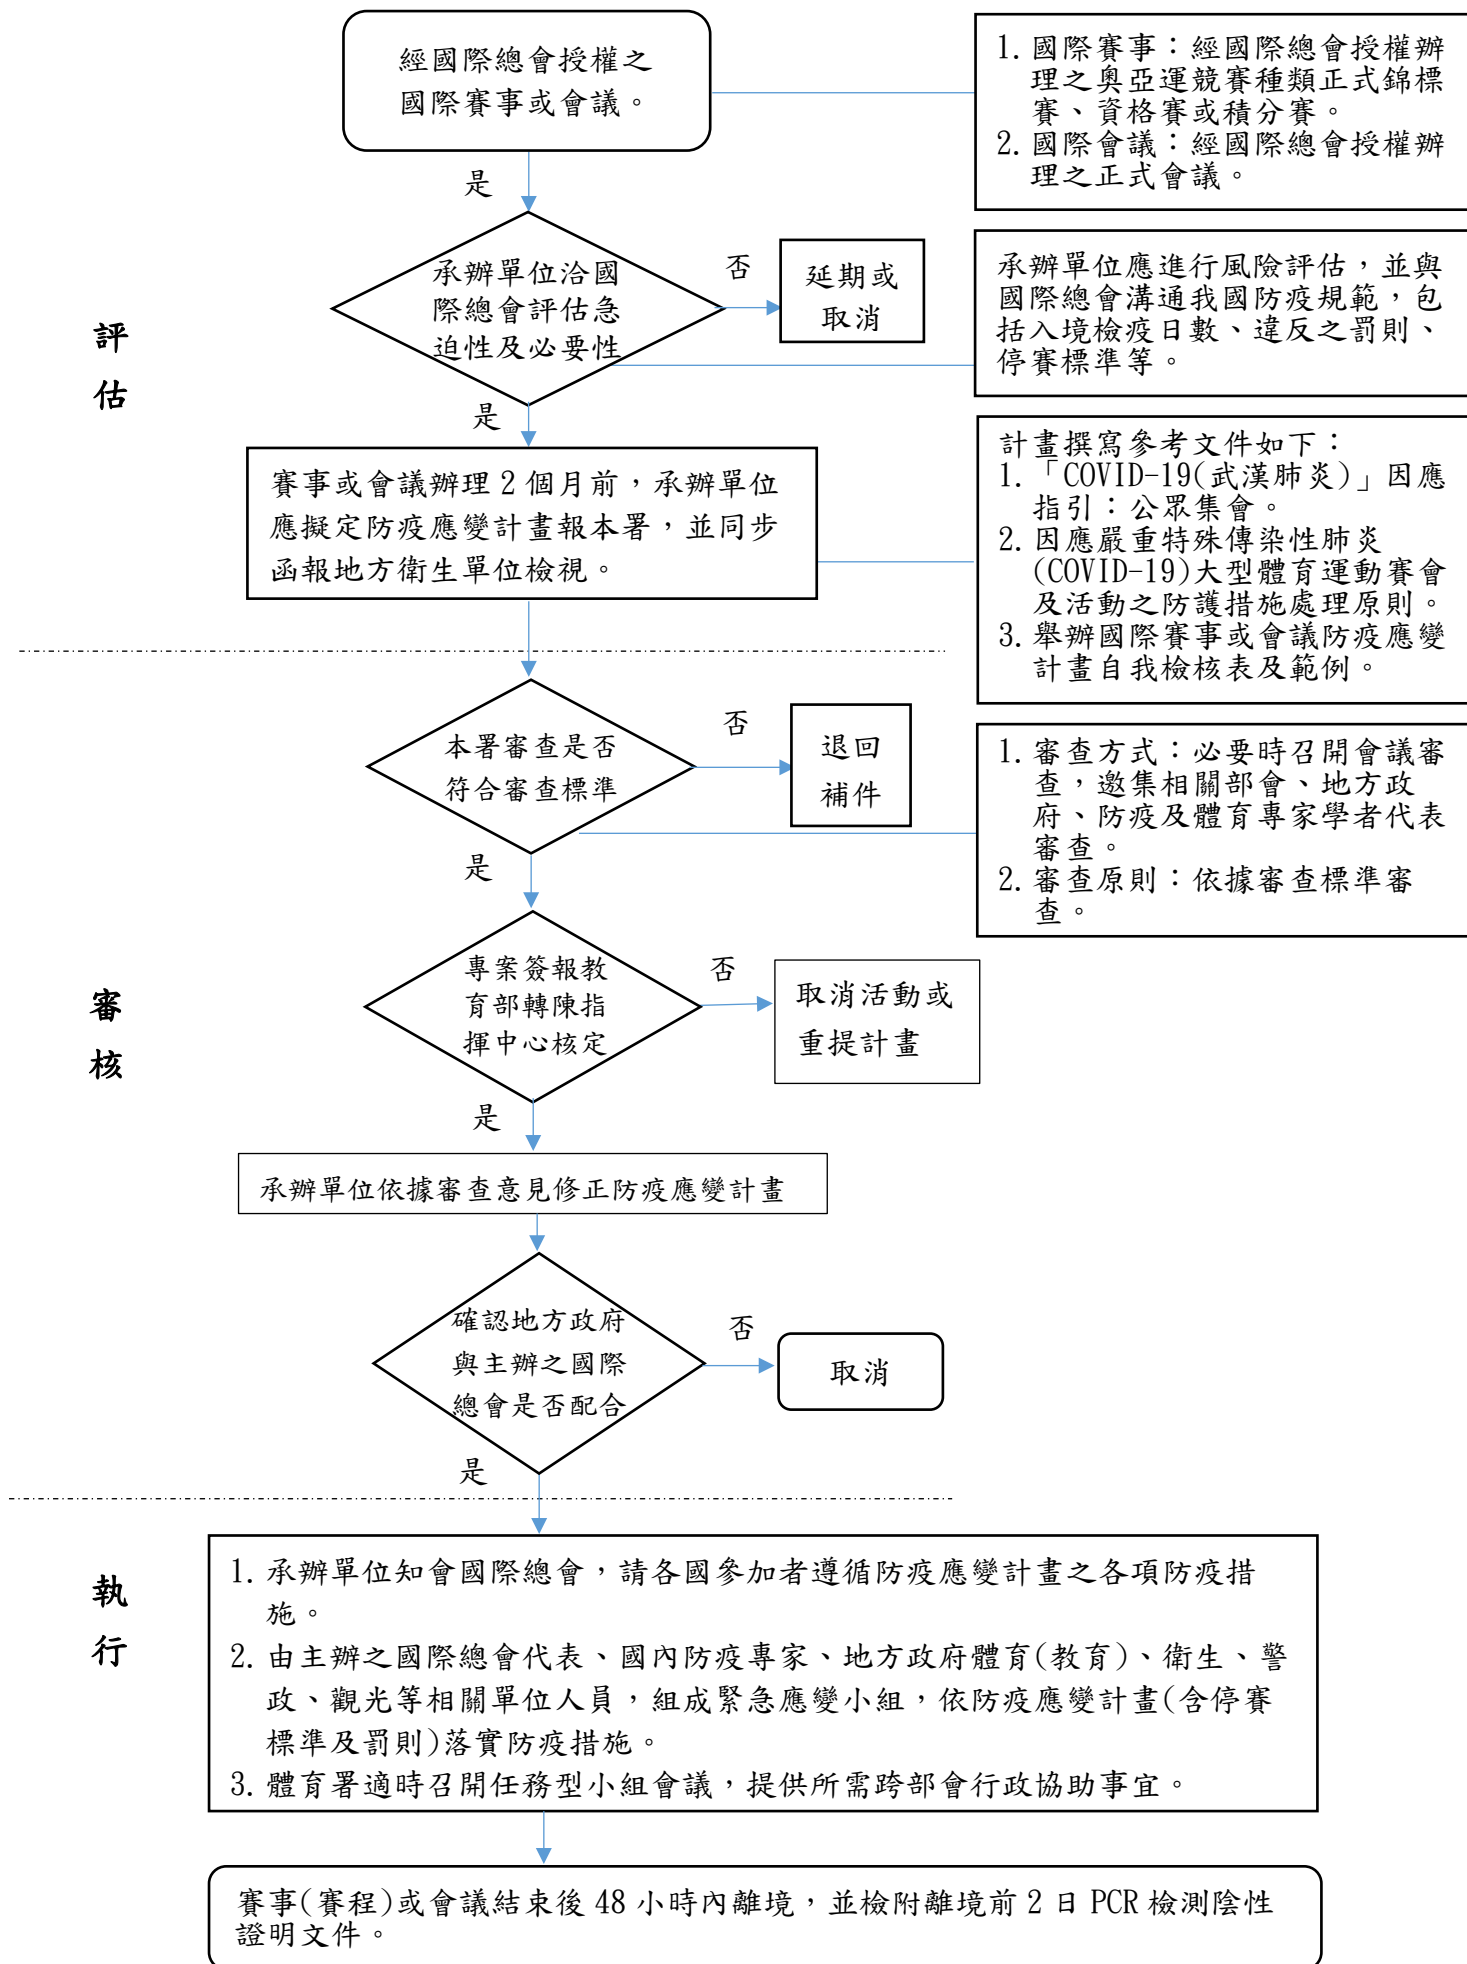 經國際總會授權之
國際賽事或會議。
1. 國際賽事：經國際總會授權辦
理之奧亞運競賽種類正式錦標
賽、資格賽或積分賽。
2. 國際會議：經國際總會授權辦
理之正式會議。
是
評
估
承辦單位洽國
際總會評估急
迫性及必要性
否
延期或
取消
承辦單位應進行風險評估，並與
國際總會溝通我國防疫規範，包
括入境檢疫日數、違反之罰則、
停賽標準等。
是
賽事或會議辦理 2 個月前，承辦單位
應擬定防疫應變計畫報本署，並同步
函報地方衛生單位檢視。
計畫撰寫參考文件如下：
1. 「COVID-19(武漢肺炎)」因應
指引：公眾集會。
2. 因應嚴重特殊傳染性肺炎
(COVID-19)大型體育運動賽會
及活動之防護措施處理原則。
3. 舉辦國際賽事或會議防疫應變
計畫自我檢核表及範例。
審
核
本署審查是否
符合審查標準
否
退回
補件
1. 審查方式：必要時召開會議審
查，邀集相關部會、地方政
府、防疫及體育專家學者代表
審查。
2. 審查原則：依據審查標準審
查。
是
專案簽報教
育部轉陳指
揮中心核定
否
取消活動或
重提計畫
是
承辦單位依據審查意見修正防疫應變計畫
確認地方政府
與主辦之國際
總會是否配合
否
取消
是
執
行
1. 承辦單位知會國際總會，請各國參加者遵循防疫應變計畫之各項防疫措
施。
2. 由主辦之國際總會代表、國內防疫專家、地方政府體育(教育)、衛生、警
政、觀光等相關單位人員，組成緊急應變小組，依防疫應變計畫(含停賽
標準及罰則)落實防疫措施。
3. 體育署適時召開任務型小組會議，提供所需跨部會行政協助事宜。
賽事(賽程)或會議結束後 48 小時內離境，並檢附離境前 2 日 PCR 檢測陰性
證明文件。